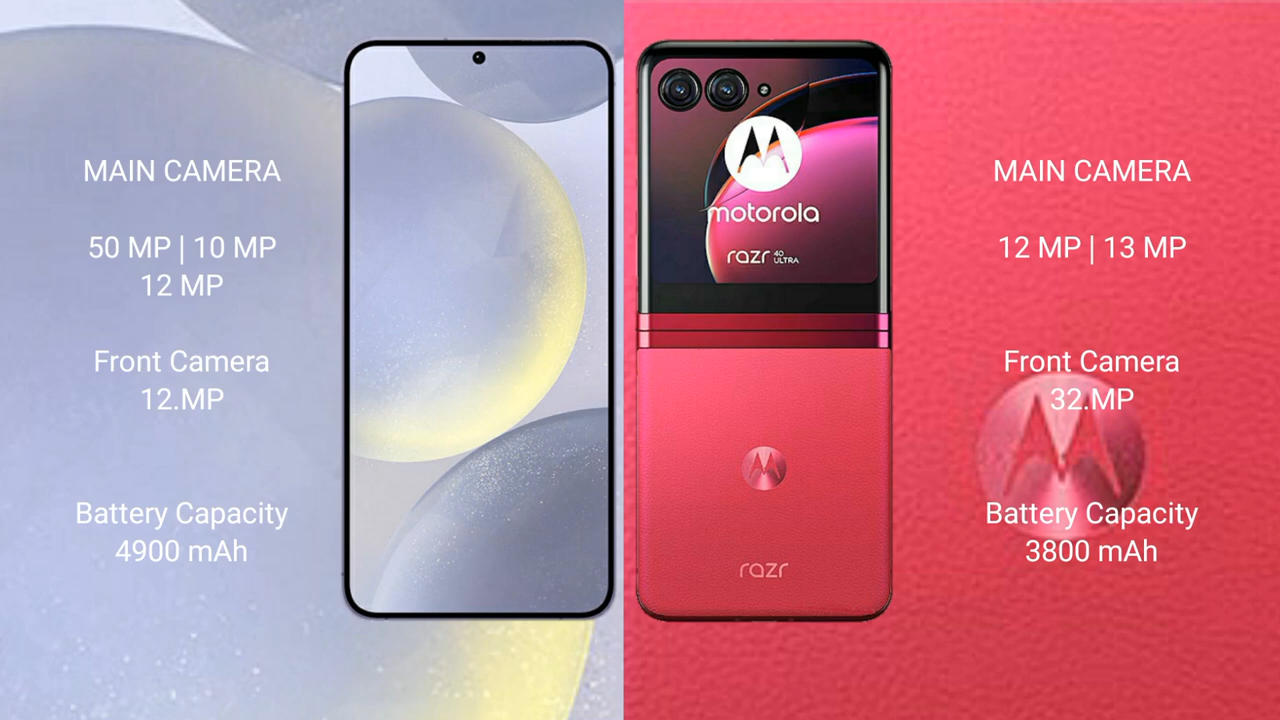 MAIN CAMERA
50 MP | 10 MP
12 MP
Front Camera
12.MP
Battery Capacity
4900 mAh
motorola
razr 40 ULTRA
razr
MAIN CAMERA
12 MP | 13 MP
Front Camera
32.MP
Battery Capacity
3800 mAh